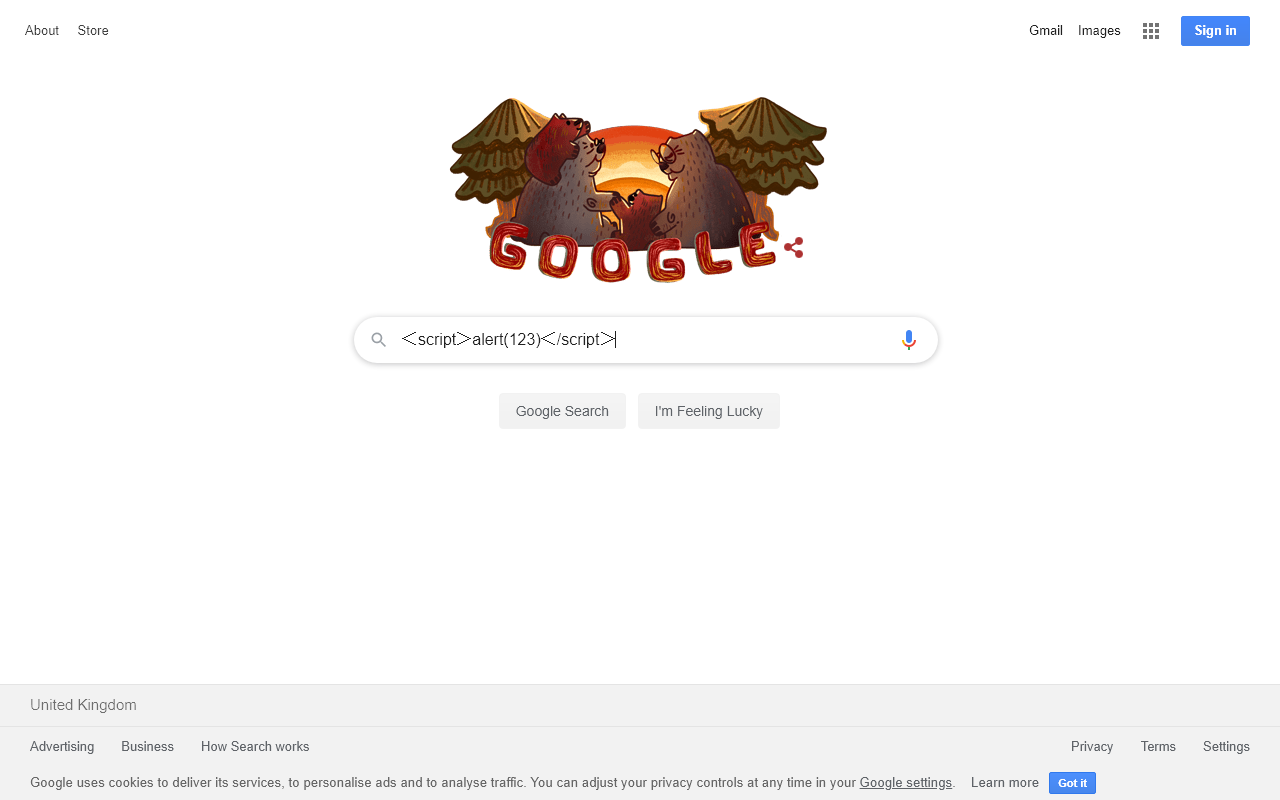 About Store Gmail Images Sign in
GOOGLE
＜script＞alert(123)＜/script＞
Google Search I'm Feeling Lucky
United Kingdom
Advertising Business How Search works Privacy Terms Settings
Google uses cookies to deliver its services, to personalise ads and to analyse traffic. You can adjust your privacy controls at any time in your Google settings. Learn more Got it